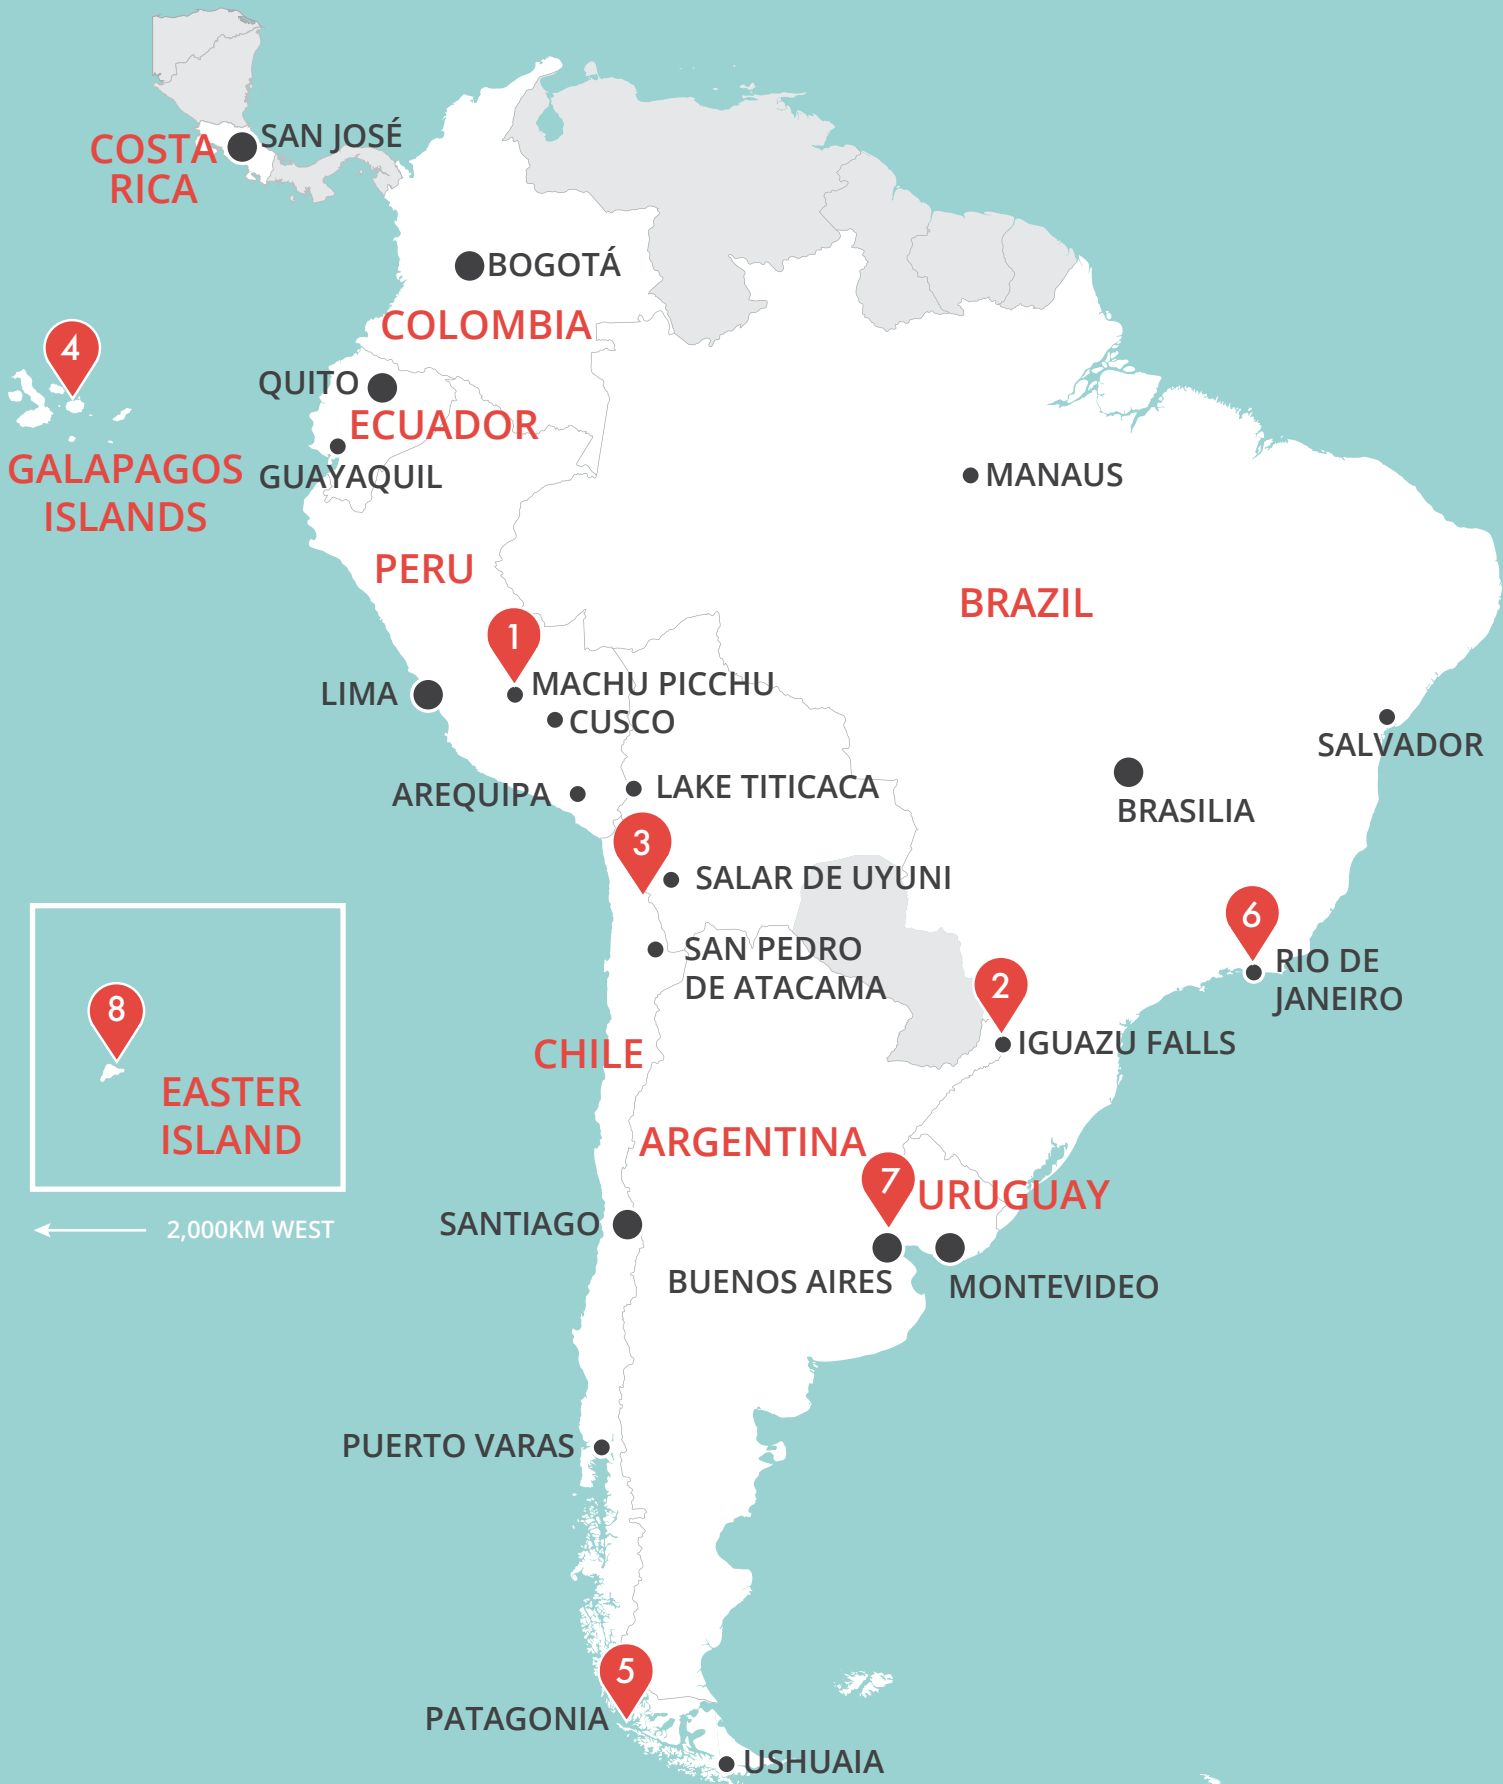 SAN JOSÉ
COSTA
RICA
BOGOTÁ
COLOMBIA
4
QUITO
ECUADOR
GALAPAGOS
ISLANDS
GUAYAQUIL
MANAUS
PERU
BRAZIL
1
MACHU PICCHU
LIMA
CUSCO
SALVADOR
LAKE TITICACA
AREQUIPA
BRASILIA
3
SALAR DE UYUNI
6
SAN PEDRO
DE ATACAMA
RIO DE
JANEIRO
2
IGUAZU FALLS
8
CHILE
EASTER
ISLAND
ARGENTINA
7
URUGUAY
SANTIAGO
2,000KM WEST
BUENOS AIRES
MONTEVIDEO
PUERTO VARAS
5
PATAGONIA
USHUAIA